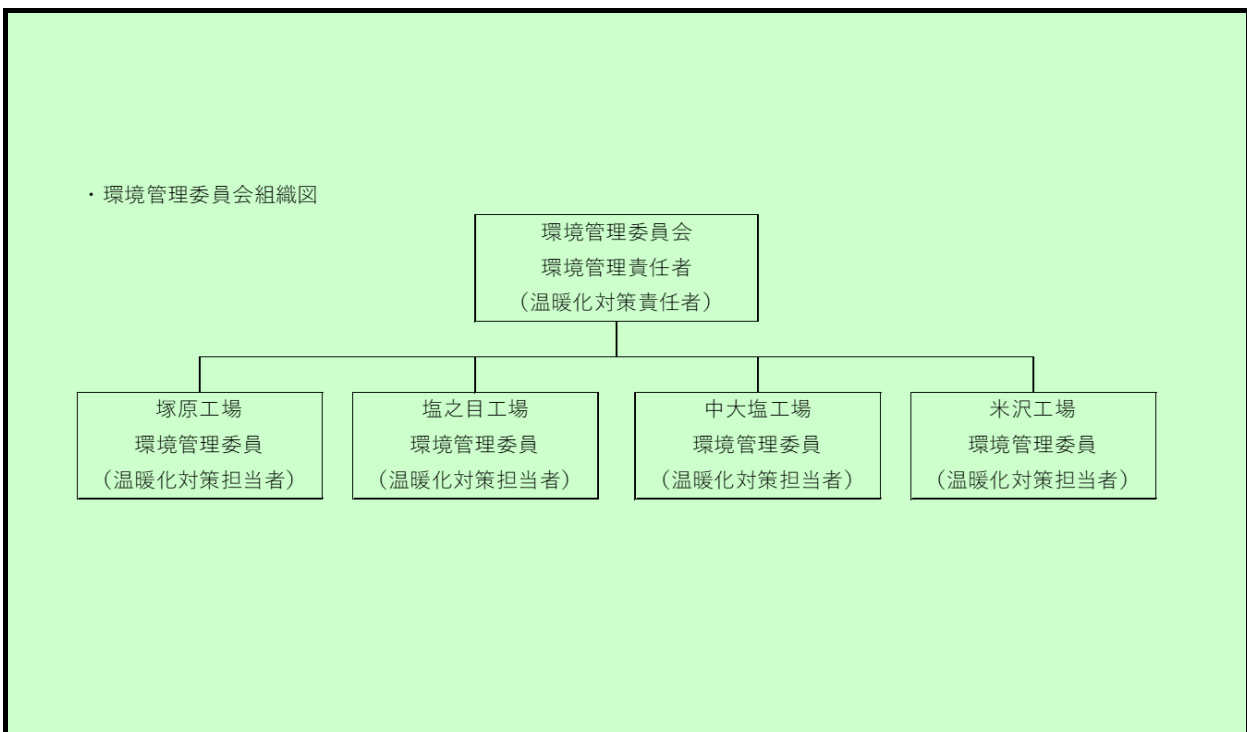 ・環境管理委員会組織図
環境管理委員会
環境管理責任者
（温暖化対策責任者）
塚原工場
環境管理委員
（温暖化対策担当者）
塩之目工場
環境管理委員
（温暖化対策担当者）
中大塩工場
環境管理委員
（温暖化対策担当者）
米沢工場
環境管理委員
（温暖化対策担当者）